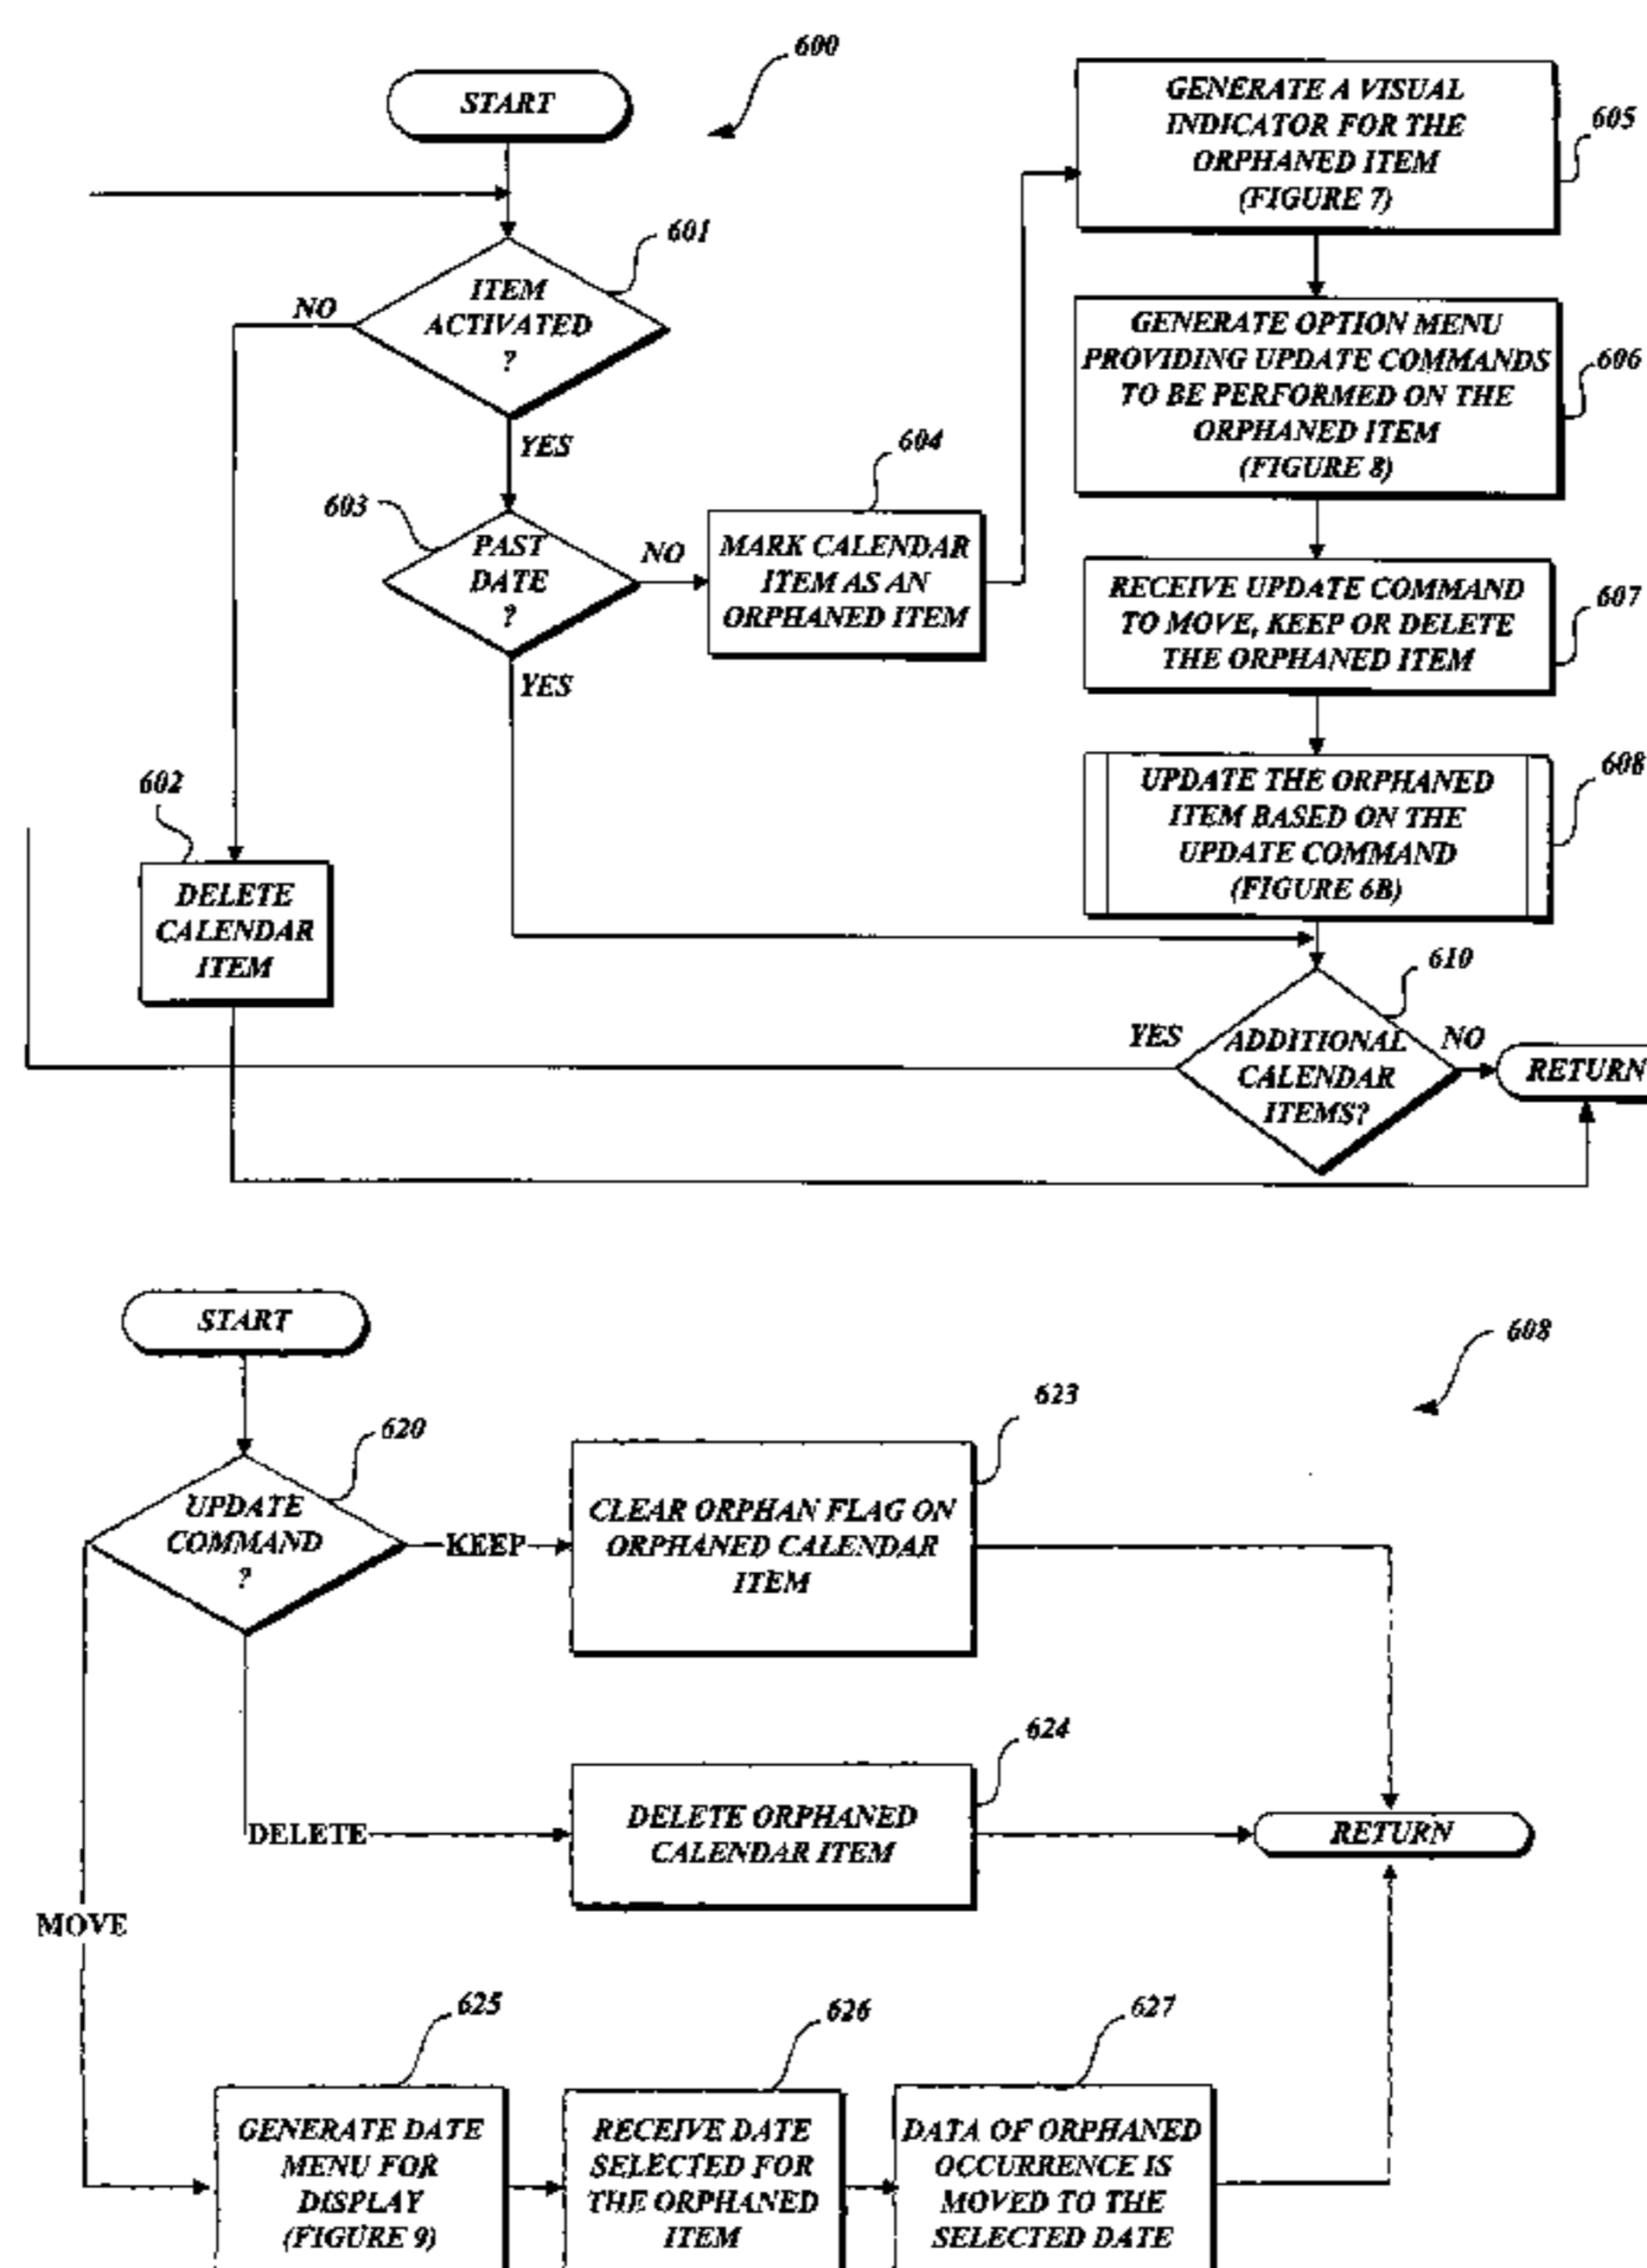 600
START
GENERATE A VISUAL
INDICATOR FOR THE
ORPHANED ITEM
(FIGURE 7)
605
601
ITEM
ACTIVATED
?
NO
YES
GENERATE OPTION MENU
PROVIDING UPDATE COMMANDS
TO BE PERFORMED ON THE
ORPHANED ITEM
(FIGURE 8)
606
603
PAST
DATE
?
NO
YES
604
MARK CALENDAR
ITEM AS AN
ORPHANED ITEM
RECEIVE UPDATE COMMAND
TO MOVE, KEEP OR DELETE
THE ORPHANED ITEM
607
602
DELETE
CALENDAR
ITEM
UPDATE THE ORPHANED
ITEM BASED ON THE
UPDATE COMMAND
(FIGURE 6B)
608
610
YES
ADDITIONAL
CALENDAR
ITEMS?
NO
RETURN
START
608
620
UPDATE
COMMAND
?
KEEP
623
CLEAR ORPHAN FLAG ON
ORPHANED CALENDAR
ITEM
624
DELETE
DELETE ORPHANED
CALENDAR ITEM
RETURN
MOVE
625
GENERATE DATE
MENU FOR
DISPLAY
(FIGURE 9)
626
RECEIVE DATE
SELECTED FOR
THE ORPHANED
ITEM
627
DATA OF ORPHANED
OCCURRENCE IS
MOVED TO THE
SELECTED DATE